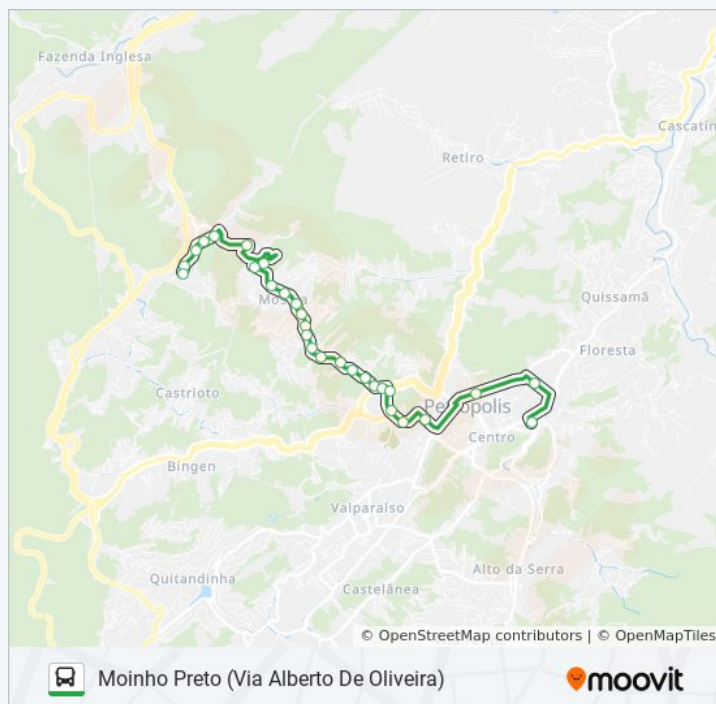 Fazenda Inglesa
Cascatin
Retiro
Quissamã
Floresta
Castrioto
Petrópolis
Centro
Bingen
Valparaíso
Alto da Serra
Quitandinha
Castelânea
© OpenStreetMap contributors | © OpenMapTiles
Moinho Preto (Via Alberto De Oliveira)
moovit